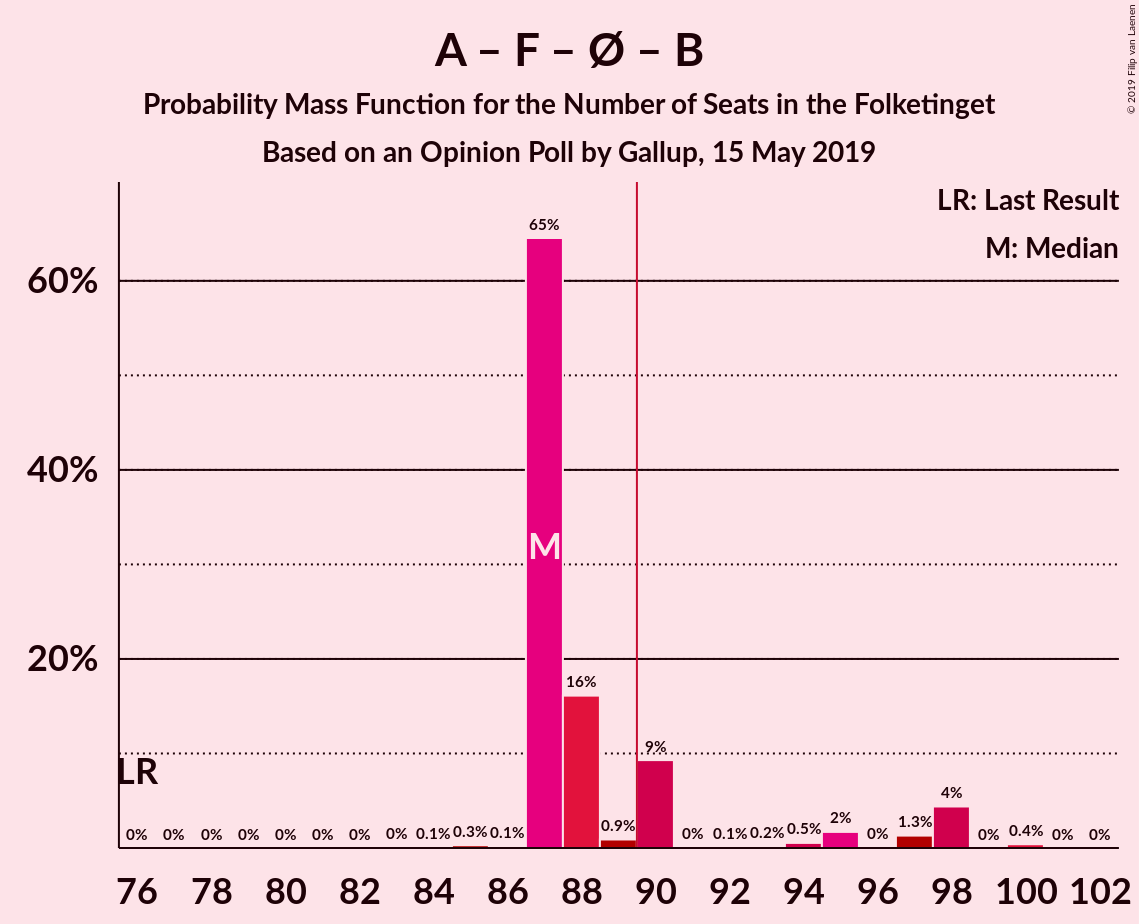 A – F – Ø – B
Probability Mass Function for the Number of Seats in the Folketinget
Based on an Opinion Poll by Gallup, 15 May 2019
© 2019 Filip van Laenen
LR: Last Result
M: Median
60%
40%
20%
65%
M
16%
9%
LR
0% 0% 0% 0% 0% 0% 0% 0% 0.1% 0.3% 0.1% 0.9% 0% 0.1% 0.2% 0.5% 2% 0% 1.3% 4% 0% 0.4% 0% 0%
76 78 80 82 84 86 88 90 92 94 96 98 100 102